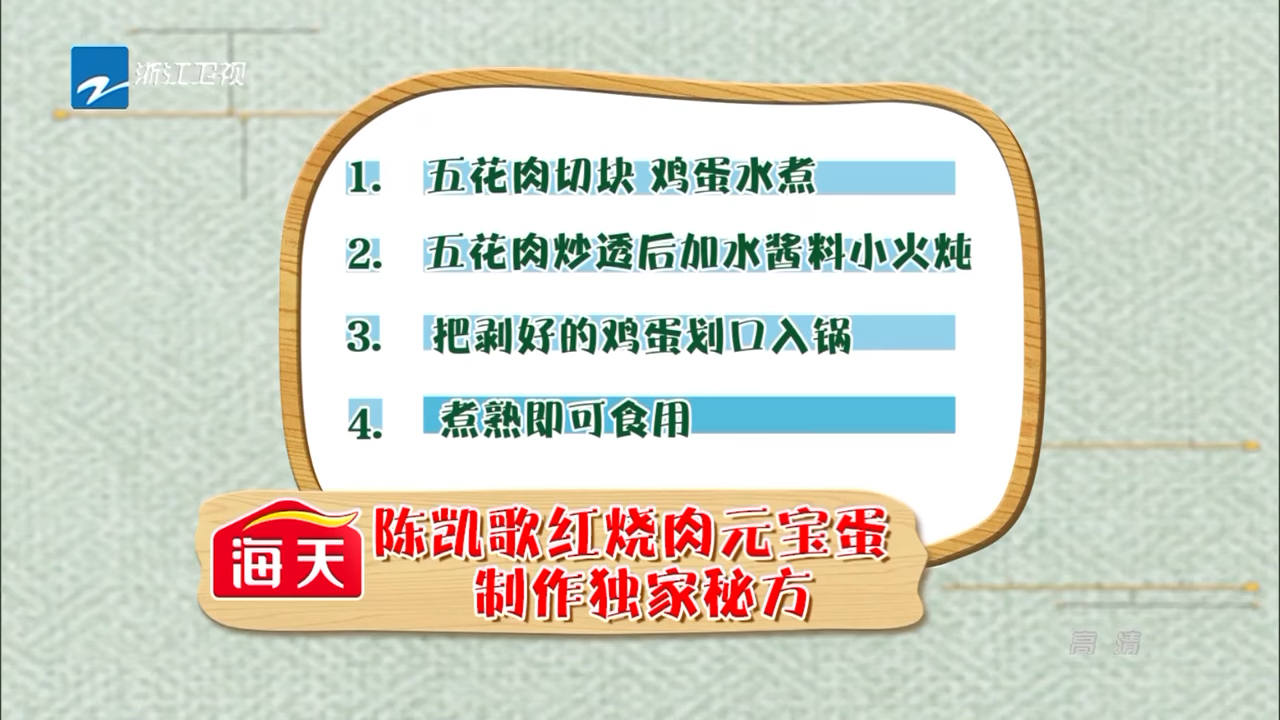 浙江卫视
1. 五花肉切块 鸡蛋水煮
2. 五花肉炒透后加水酱料小火炖
3. 把剥好的鸡蛋划口入锅
4. 煮熟即可食用
海天
陈凯歌红烧肉元宝蛋
制作独家秘方
高清